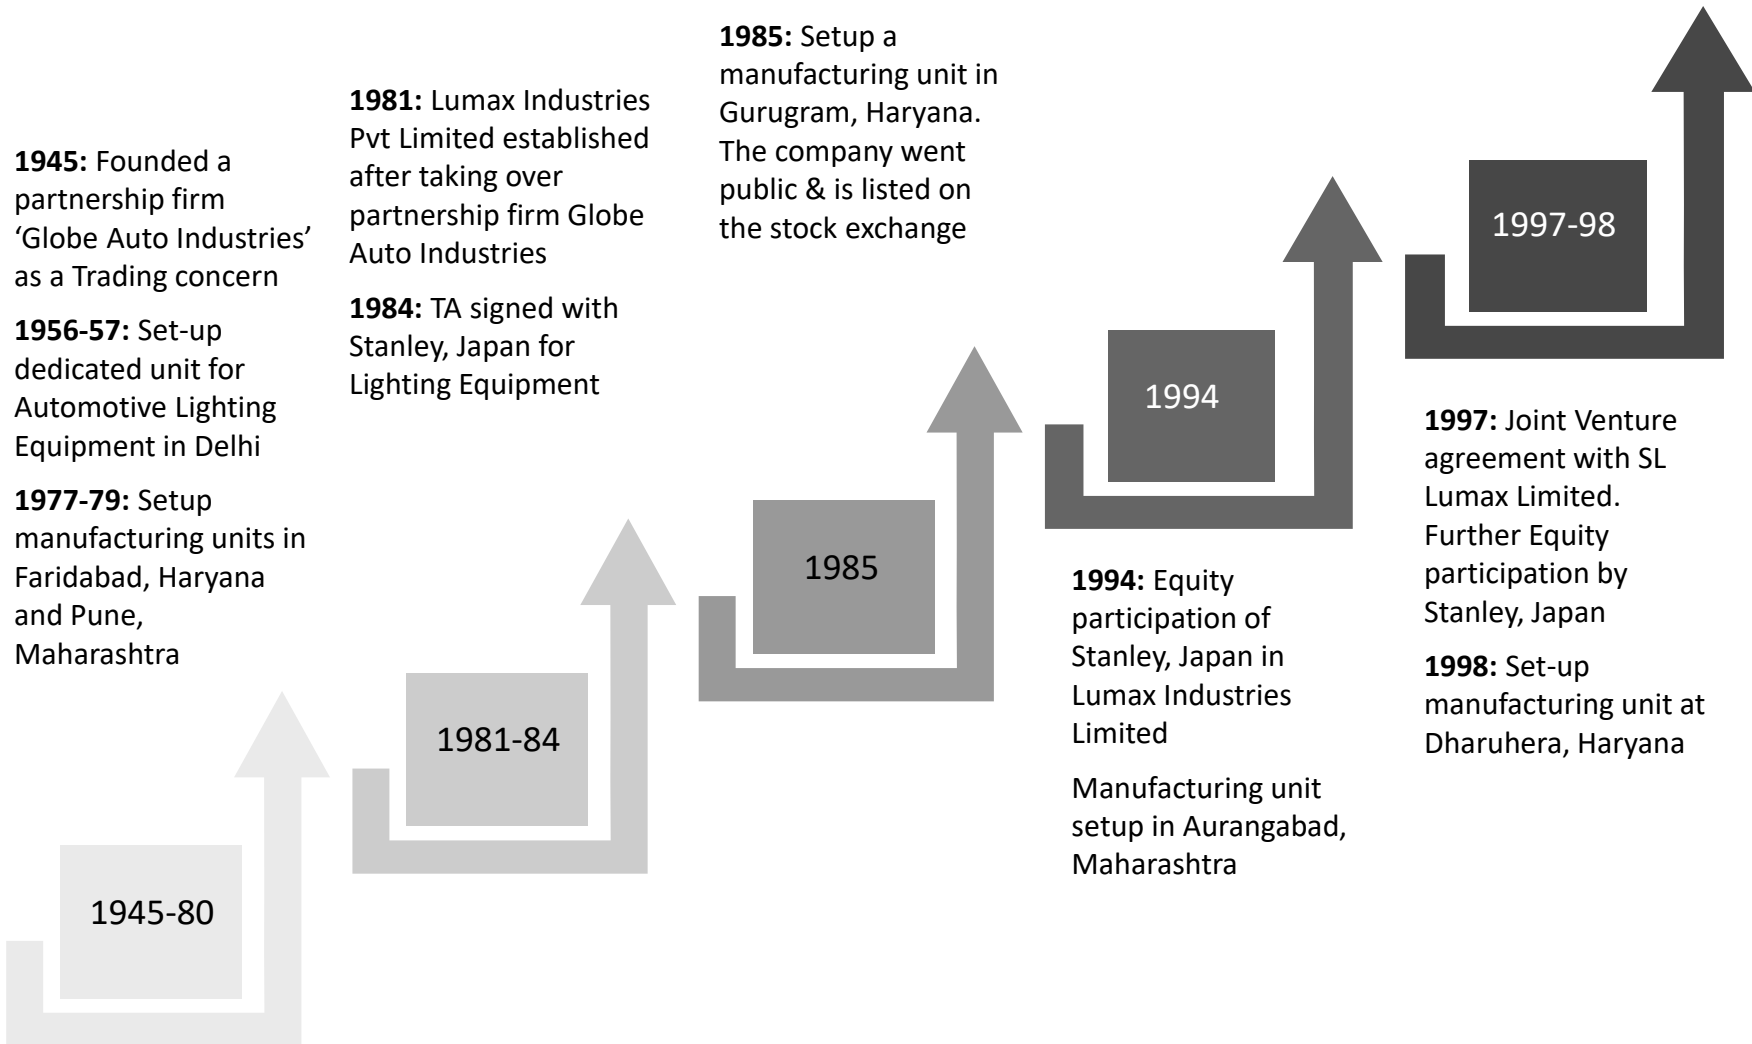 1945: Founded a
partnership firm
‘Globe Auto Industries’
as a Trading concern
1956-57: Set-up
dedicated unit for
Automotive Lighting
Equipment in Delhi
1977-79: Setup
manufacturing units in
Faridabad, Haryana
and Pune,
Maharashtra
1945-80
1981: Lumax Industries
Pvt Limited established
after taking over
partnership firm Globe
Auto Industries
1984: TA signed with
Stanley, Japan for
Lighting Equipment
1981-84
1985: Setup a
manufacturing unit in
Gurugram, Haryana.
The company went
public & is listed on
the stock exchange
1985
1994
1994: Equity
participation of
Stanley, Japan in
Lumax Industries
Limited
Manufacturing unit
setup in Aurangabad,
Maharashtra
1997-98
1997: Joint Venture
agreement with SL
Lumax Limited.
Further Equity
participation by
Stanley, Japan
1998: Set-up
manufacturing unit at
Dharuhera, Haryana